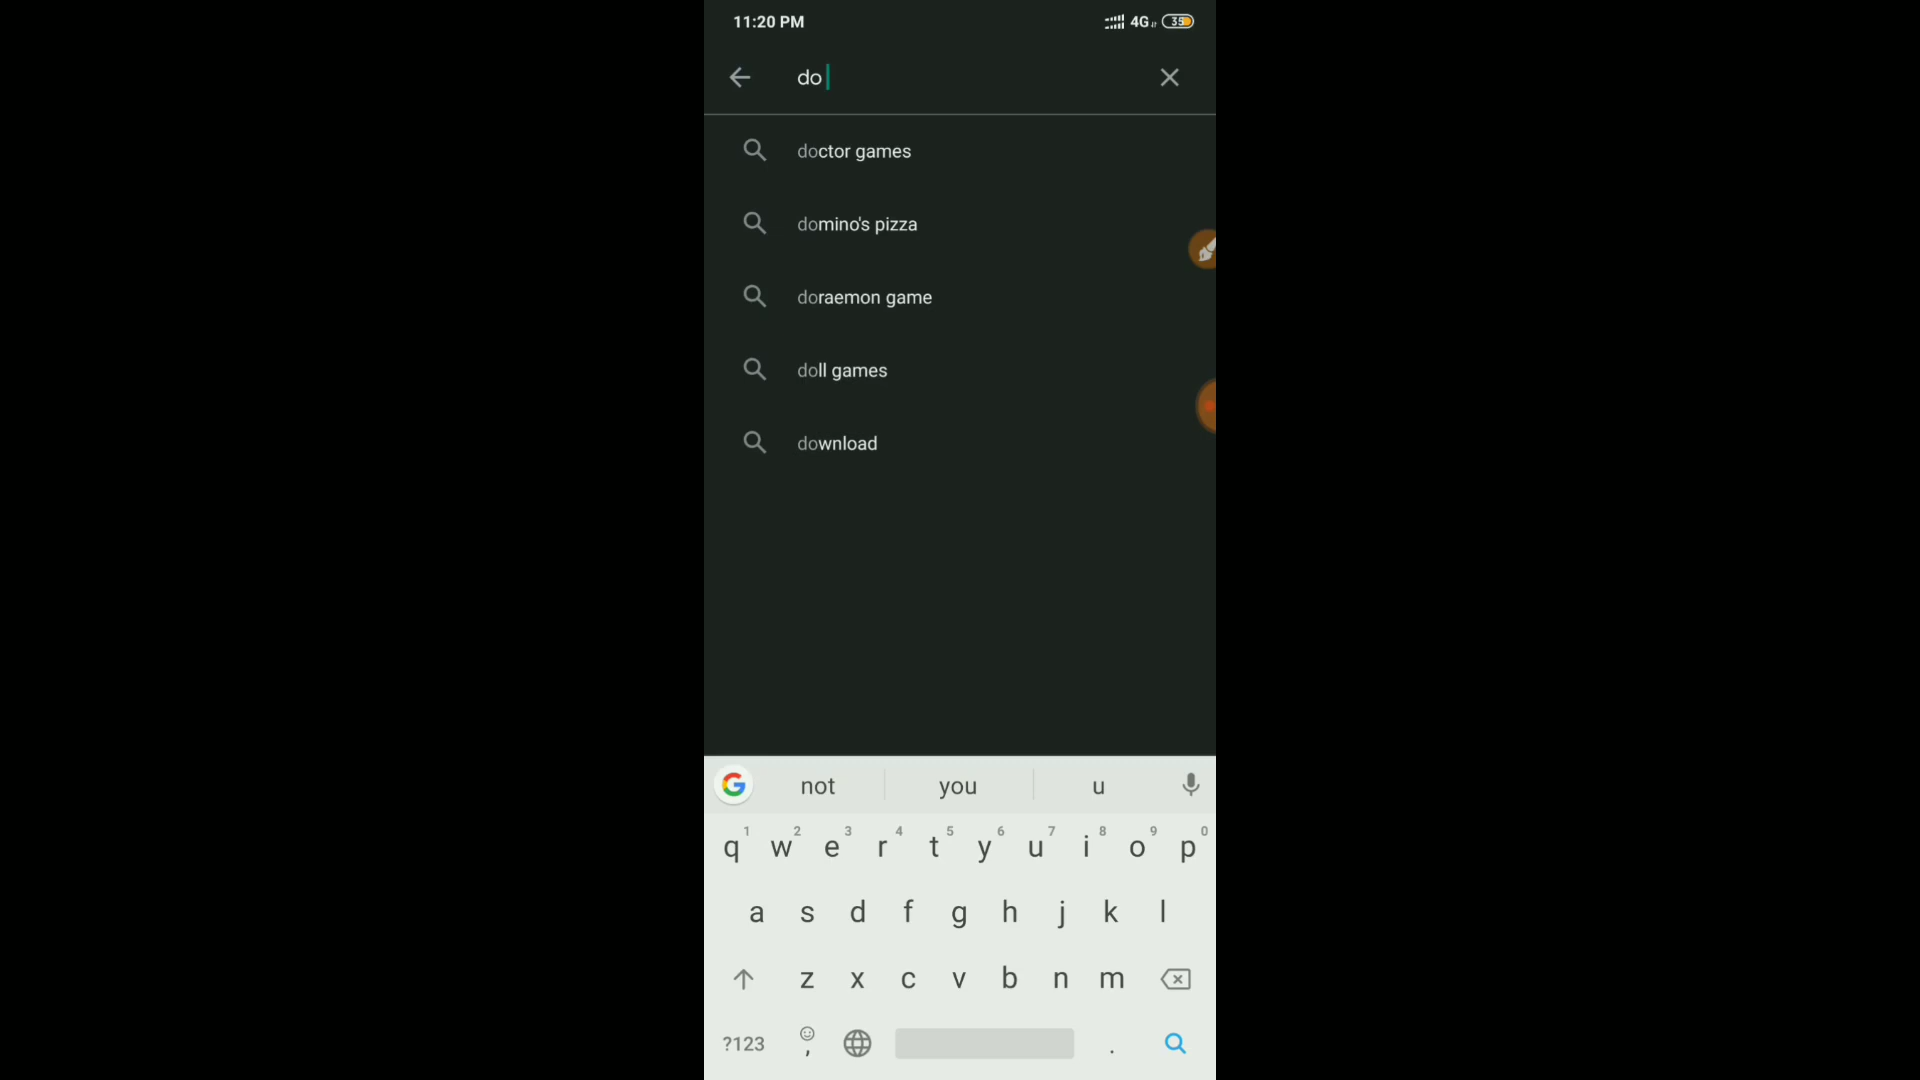 11:20 PM 4G 35
do
doctor games
domino's pizza
doraemon game
doll games
download
G not you u
1 2 3 4 5 6 7 8 9 0
q w e r t y u i o p
a s d f g h j k l
z x c v b n m
?123 , .